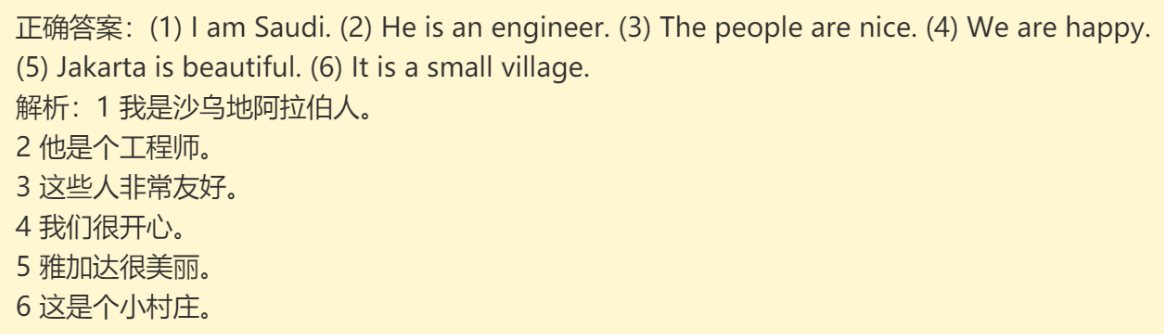 正确答案：(1) I am Saudi. (2) He is an engineer. (3) The people are nice. (4) We are happy.
(5) Jakarta is beautiful. (6) It is a small village.
解析：1 我是沙乌地阿拉伯人。
2 他是个工程师。
3 这些人非常友好。
4 我们很开心。
5 雅加达很美丽。
6 这是个小村庄。